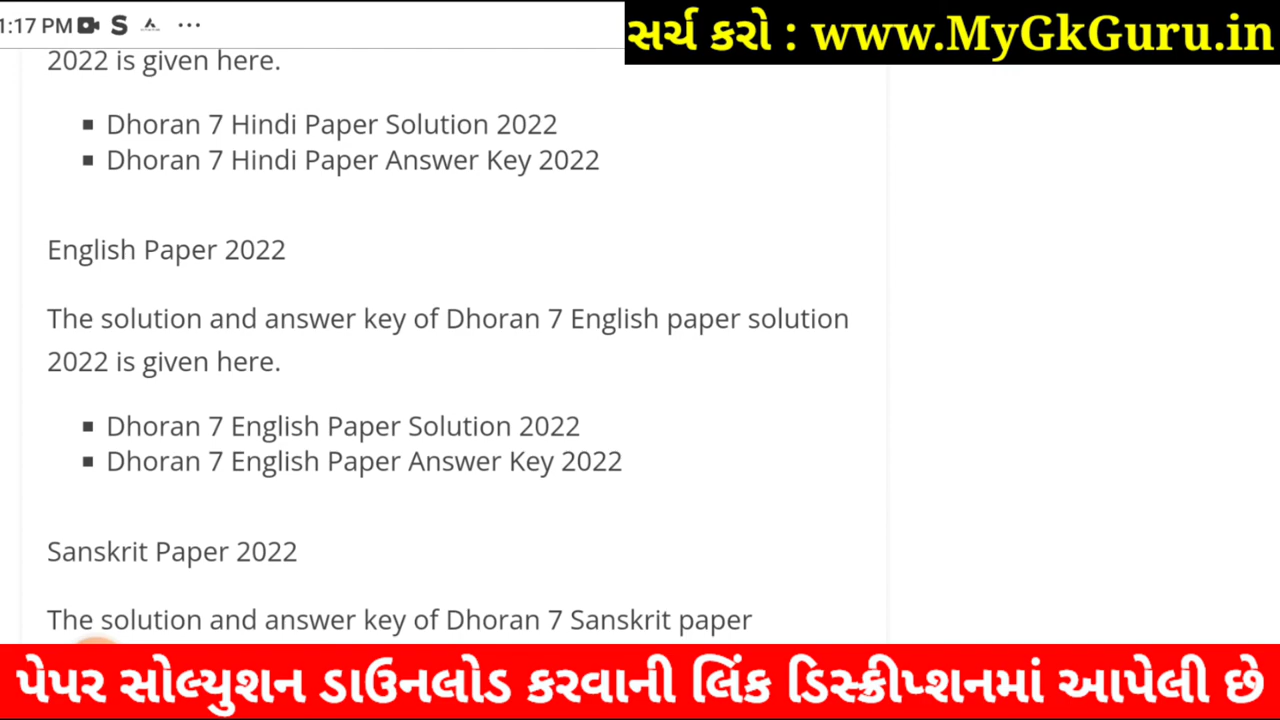 1:17 PM S ...
સર્ચ કરો : www.MyGkGuru.in
2022 is given here.
▪ Dhoran 7 Hindi Paper Solution 2022
▪ Dhoran 7 Hindi Paper Answer Key 2022
English Paper 2022
The solution and answer key of Dhoran 7 English paper solution
2022 is given here.
▪ Dhoran 7 English Paper Solution 2022
▪ Dhoran 7 English Paper Answer Key 2022
Sanskrit Paper 2022
The solution and answer key of Dhoran 7 Sanskrit paper
પેપર સોલ્યુશન ડાઉનલોડ કરવાની લિંક ડિસ્ક્રીપ્શનમાં આપેલી છે